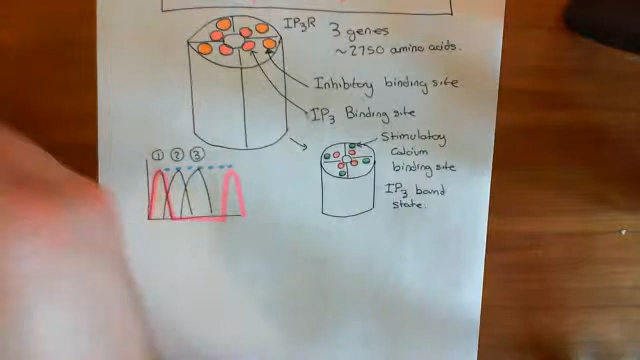 IP3R
3 genes
~2750 amino acids.
Inhibitory binding site
IP3 Binding site
① ② ③
Stimulatory
Calcium
binding site
IP3 bound
state.